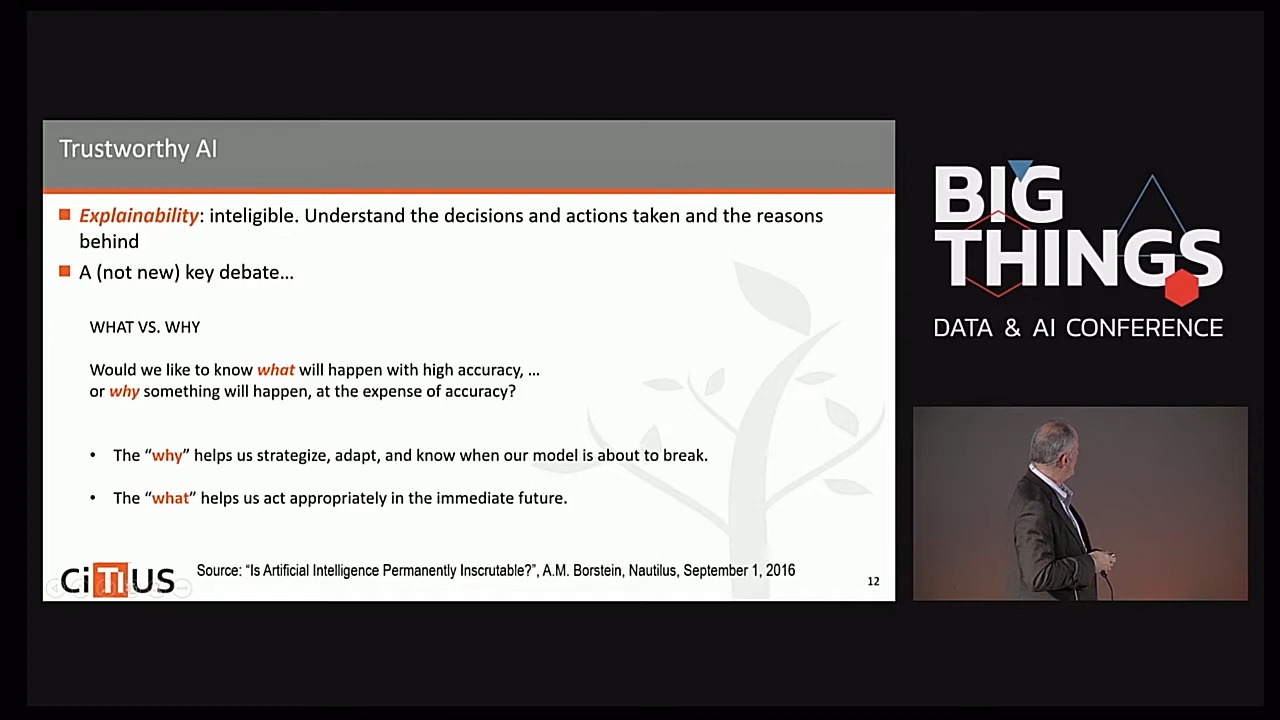 Trustworthy AI
Explainability: inteligible. Understand the decisions and actions taken and the reasons
behind
A (not new) key debate...
WHAT VS. WHY
Would we like to know what will happen with high accuracy, ...
or why something will happen, at the expense of accuracy?
• The “why” helps us strategize, adapt, and know when our model is about to break.
• The “what” helps us act appropriately in the immediate future.
CiTIUS
Source: “Is Artificial Intelligence Permanently Inscrutable?”, A.M. Borstein, Nautilus, September 1, 2016
12
BIG
THINGS
DATA & AI CONFERENCE